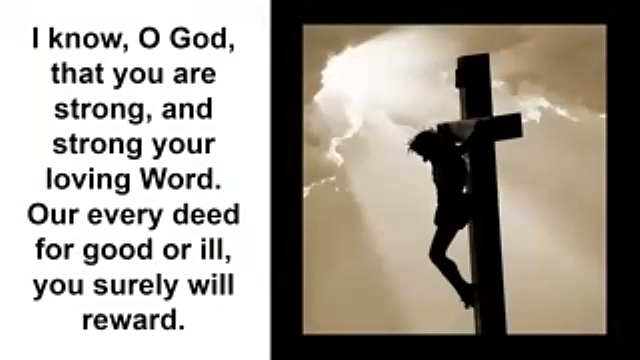 I know, O God,
that you are
strong, and
strong your
loving Word.
Our every deed
for good or ill,
you surely will
reward.